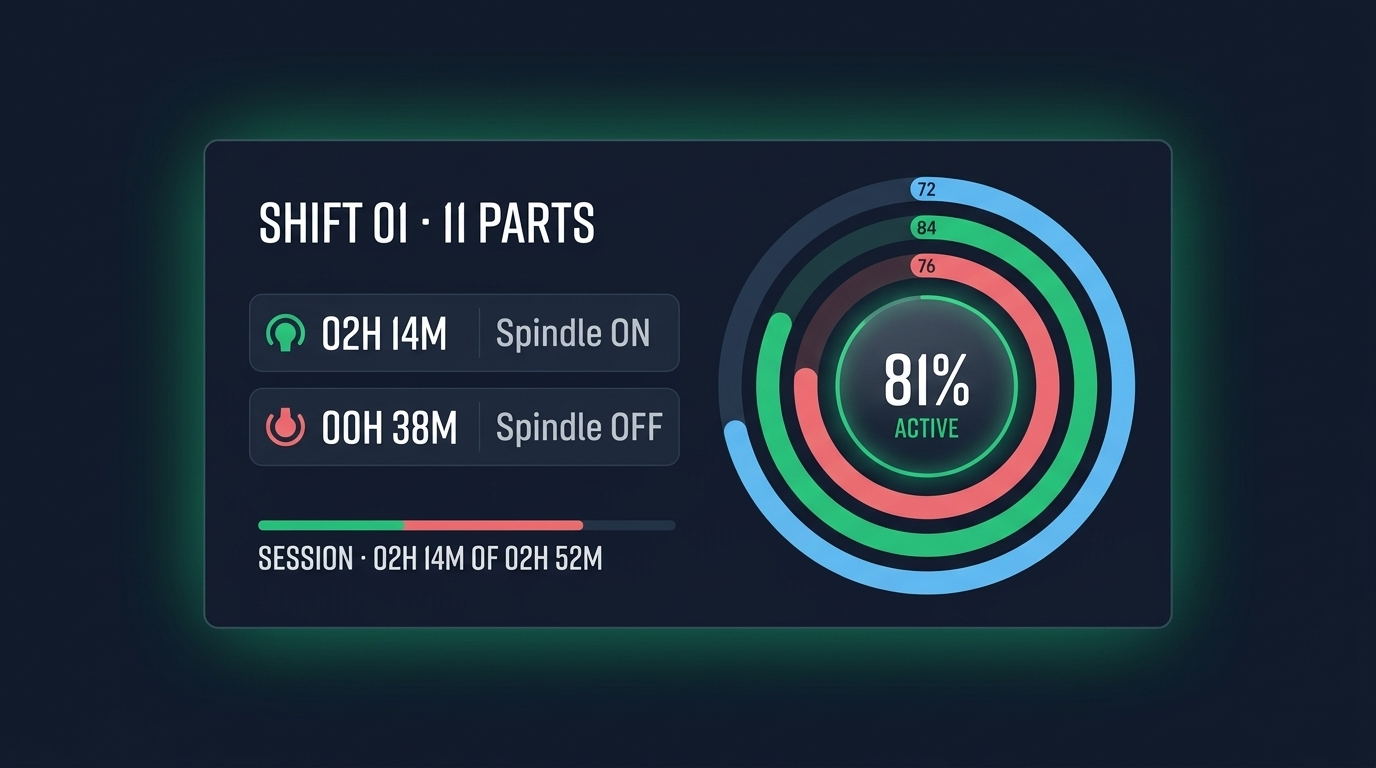 SHIFT 01 · 11 PARTS
02H 14M Spindle ON
00H 38M Spindle OFF
SESSION · 02H 14M OF 02H 52M
72
84
76
81%
ACTIVE